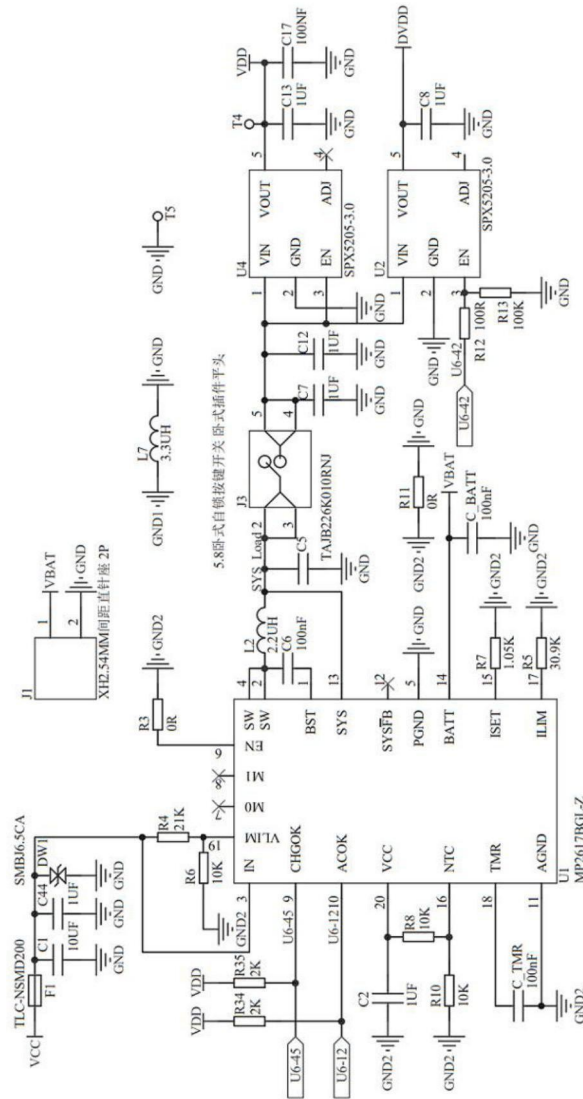 J1
1
VBAT
2
GND
XH2.54MM间距直针座 2P
GND1
L7
3.3UH
GND
GND1
T5
TLC-NSMD200
SMBJ6.5CA
VCC
F1
C1
10UF
GND
C44
1UF
GND
DW1
GND
R4
21K
R6
10K
GND2
R3
0R
GND2
VDD
VDD
R35
2K
R34
2K
U6-45
U6-12
U6-45
9
U6-12
10
3
IN
19
VLIM
7
M0
8
M1
6
EN
CHGOK
ACOK
20
VCC
16
NTC
18
TMR
11
AGND
4
SW
2
SW
1
BST
13
SYS
12
SYSFB
5
PGND
14
BATT
15
ISET
17
ILIM
U1
MP2617BGL-Z
C2
1UF
GND2
R8
10K
R10
10K
GND2
C_TMR
100nF
GND2
L2
2.2UH
C6
100nF
SYS_Load
C5
GND
GND
5.8卧式自锁按键开关 卧式插件平头
J3
2
3
5
4
TAJB226K010RNJ
C7
1UF
GND
C12
1UF
GND
U4
1
VIN
2
GND
3
EN
VOUT
5
ADJ
4
SPX5205-3.0
GND
T4
VDD
C13
1UF
GND
C17
100NF
GND
U2
1
VIN
2
GND
3
EN
VOUT
5
ADJ
4
SPX5205-3.0
GND
DVDD
C8
1UF
GND
U6-42
U6-42
R12
100R
R13
100K
GND
GND2
R11
0R
GND
VBAT
C_BATT
100nF
GND
R7
1.05K
GND2
R5
30.9K
GND2